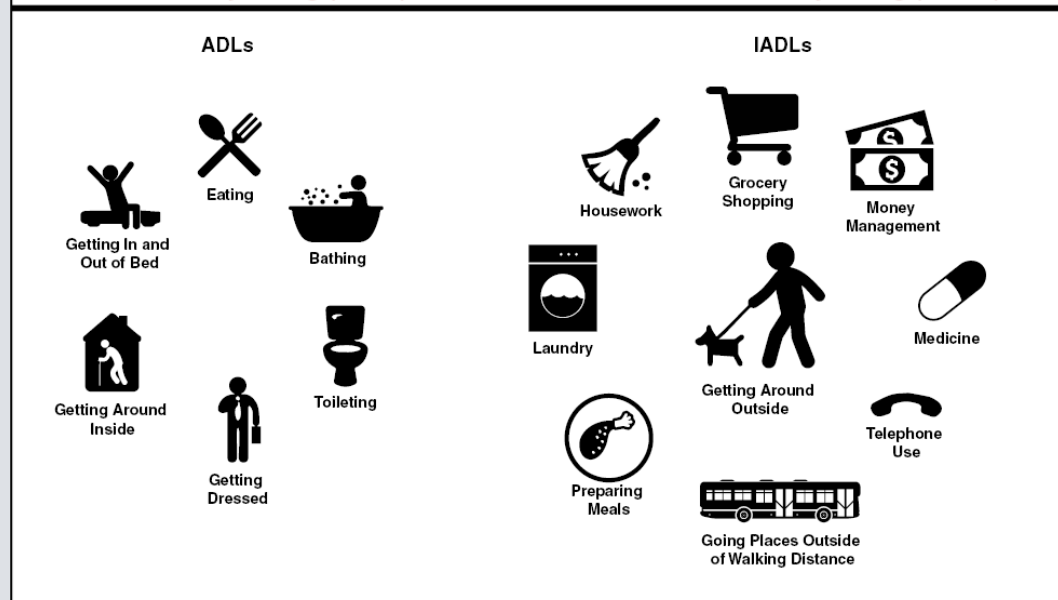 ADLs
Eating
Getting In and
Out of Bed
Bathing
Getting Around
Inside
Toileting
Getting
Dressed
IADLs
Housework
Grocery
Shopping
Money
Management
Laundry
Getting Around
Outside
Medicine
Preparing
Meals
Telephone
Use
Going Places Outside
of Walking Distance